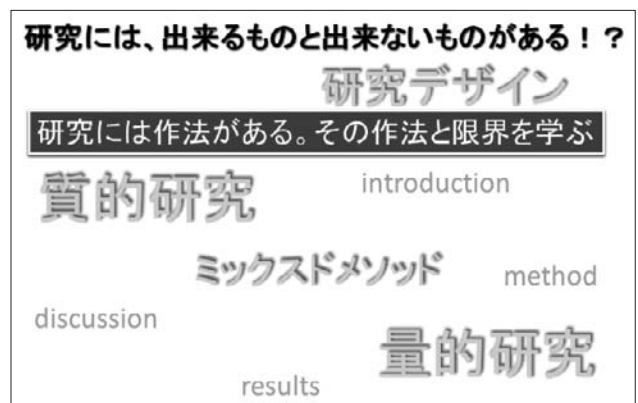 研究には、出来るものと出来ないものがある！？
研究デザイン
研究には作法がある。その作法と限界を学ぶ
質的研究
introduction
ミックスドメソッド
method
discussion
量的研究
results